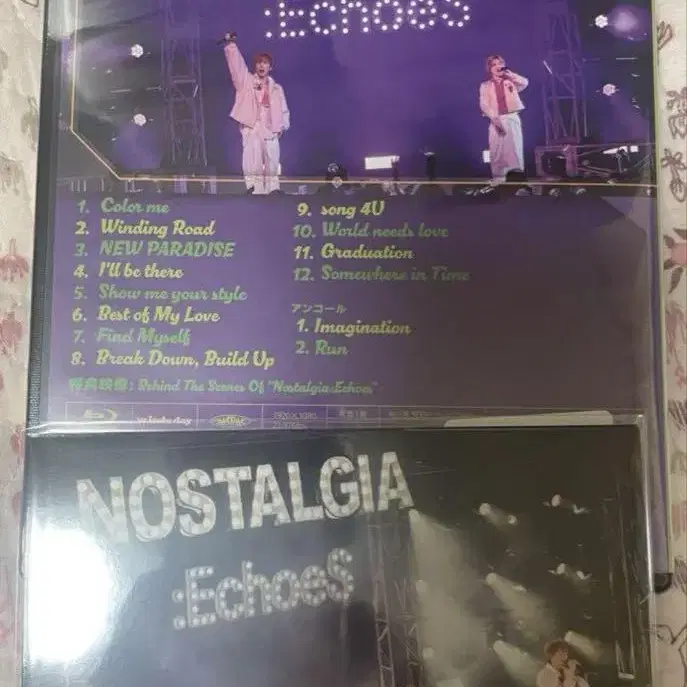 :EchoeS
1. Color me
2. Winding Road
3. NEW PARADISE
4. I'll be there
5. Show me your style
6. Best of My Love
7. Find Myself
8. Break Down, Build Up
9. song 4U
10. World needs love
11. Graduation
12. Somewhere in Time
アンコール
1. Imagination
2. Run
特典映像: Behind The Scenes Of "Nostalgia:Echoes"
NOSTALGIA
:EchoeS